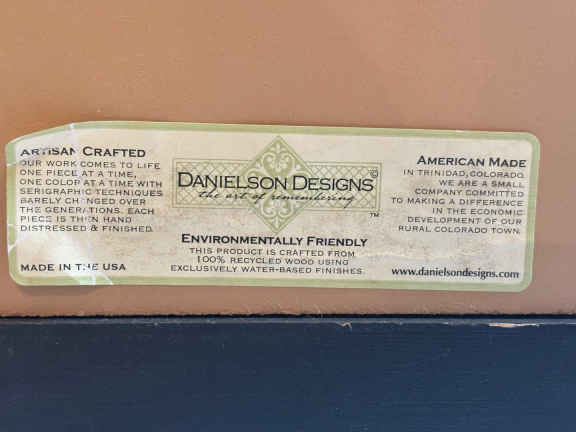 ARTISAN CRAFTED
OUR WORK COMES TO LIFE
ONE PIECE AT A TIME,
ONE COLOR AT A TIME WITH
SERIGRAPHIC TECHNIQUES
BARELY CHANGED OVER
THE GENERATIONS. EACH
PIECE IS THEN HAND
DISTRESSED & FINISHED.
MADE IN THE USA
DANIELSON DESIGNS©
the art of remembering
TM
ENVIRONMENTALLY FRIENDLY
THIS PRODUCT IS CRAFTED FROM
100% RECYCLED WOOD USING
EXCLUSIVELY WATER-BASED FINISHES.
AMERICAN MADE
IN TRINIDAD, COLORADO
WE ARE A SMALL
COMPANY COMMITTED
TO MAKING A DIFFERENCE
IN THE ECONOMIC
DEVELOPMENT OF OUR
RURAL COLORADO TOWN.
www.danielsondesigns.com